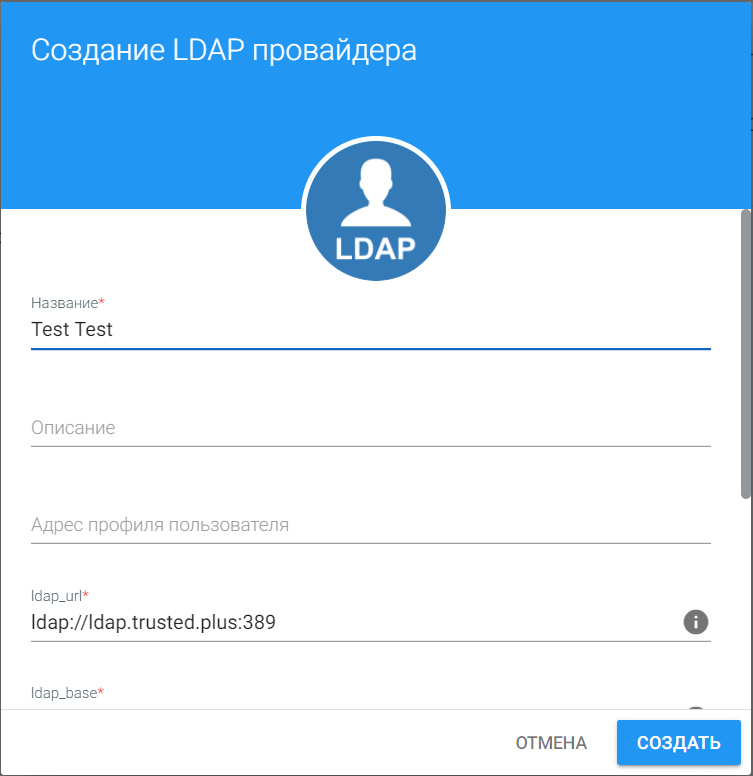 Создание LDAP провайдера
LDAP
Название*
Test Test
Описание
Адрес профиля пользователя
ldap_url*
ldap://ldap.trusted.plus:389
ldap_base*
ОТМЕНА
СОЗДАТЬ